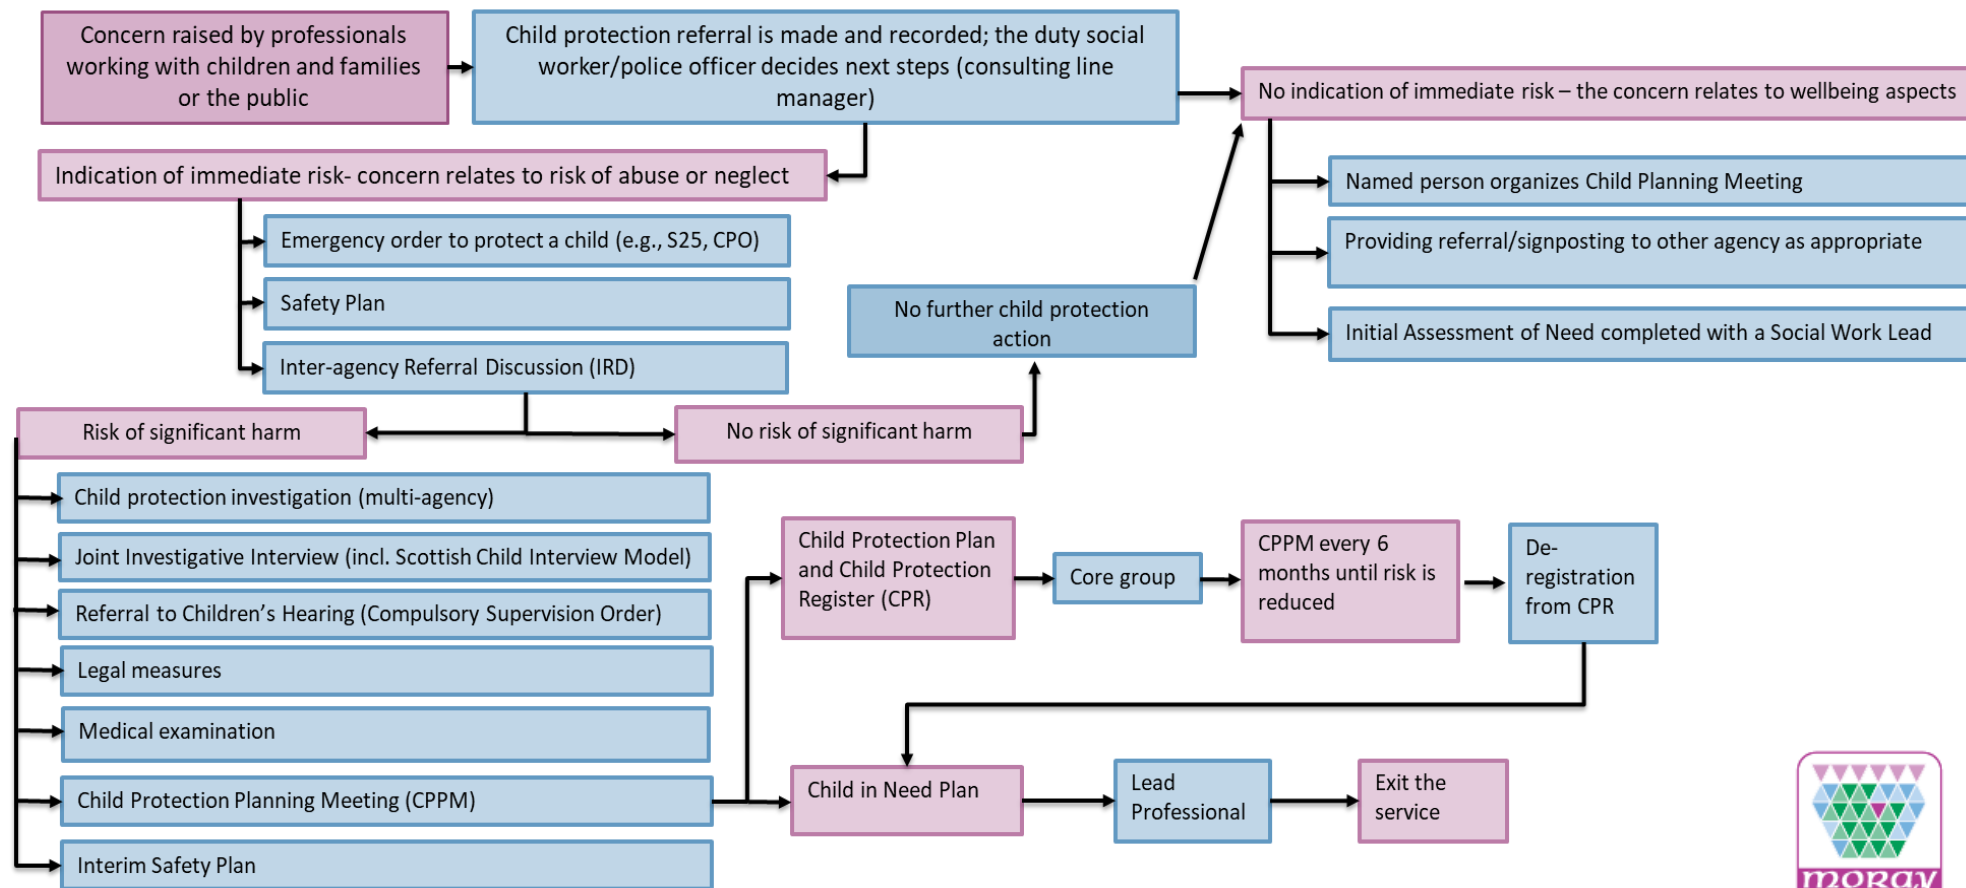 Concern raised by professionals
working with children and families
or the public
Child protection referral is made and recorded; the duty social
worker/police officer decides next steps (consulting line
manager)
No indication of immediate risk – the concern relates to wellbeing aspects
Indication of immediate risk- concern relates to risk of abuse or neglect
Named person organizes Child Planning Meeting
Providing referral/signposting to other agency as appropriate
Initial Assessment of Need completed with a Social Work Lead
Emergency order to protect a child (e.g., S25, CPO)
Safety Plan
Inter-agency Referral Discussion (IRD)
No further child protection
action
Risk of significant harm
No risk of significant harm
Child protection investigation (multi-agency)
Joint Investigative Interview (incl. Scottish Child Interview Model)
Referral to Children’s Hearing (Compulsory Supervision Order)
Legal measures
Medical examination
Child Protection Planning Meeting (CPPM)
Interim Safety Plan
Child Protection Plan
and Child Protection
Register (CPR)
Core group
CPPM every 6
months until risk is
reduced
De-
registration
from CPR
Child in Need Plan
Lead
Professional
Exit the
service
moray